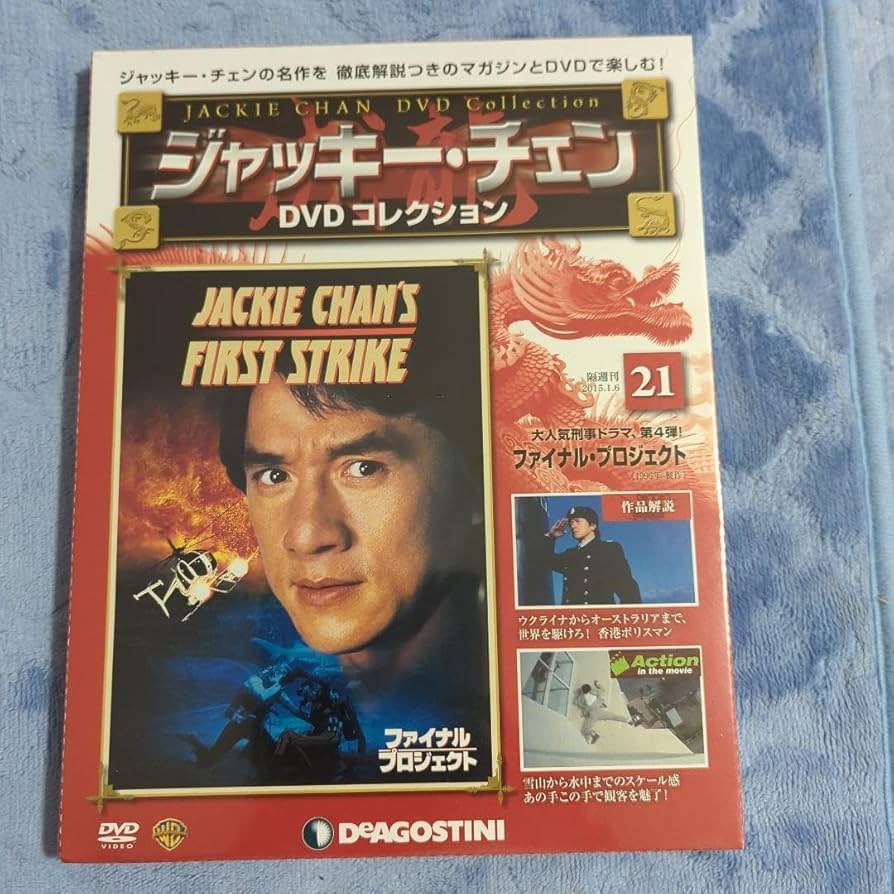 ジャッキー・チェンの名作を 徹底解説つきのマガジンとDVDで楽しむ!
JACKIE CHAN DVD Collection
ジャッキー・チェン
DVD コレクション
JACKIE CHAN'S
FIRST STRIKE
隔週刊
2015.1.6
21
大人気刑事ドラマ、第4弾!
ファイナル・プロジェクト
作品解説
ウクライナからオーストラリアまで、
世界を駆けろ! 香港ポリスマン
Action
in the movie
雪山から水中までのスケール感
あの手この手で観客を魅了!
ファイナル
プロジェクト
DVD
VIDEO
WB
DeAGOSTINI